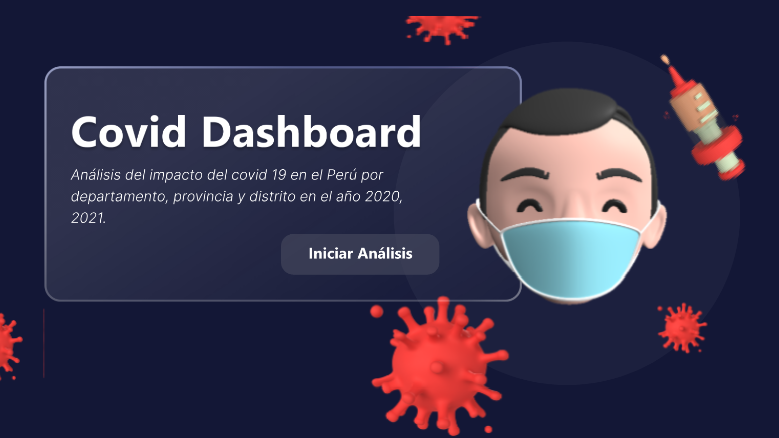 Covid Dashboard
Análisis del impacto del covid 19 en el Perú por
departamento, provincia y distrito en el año 2020,
2021.
Iniciar Análisis